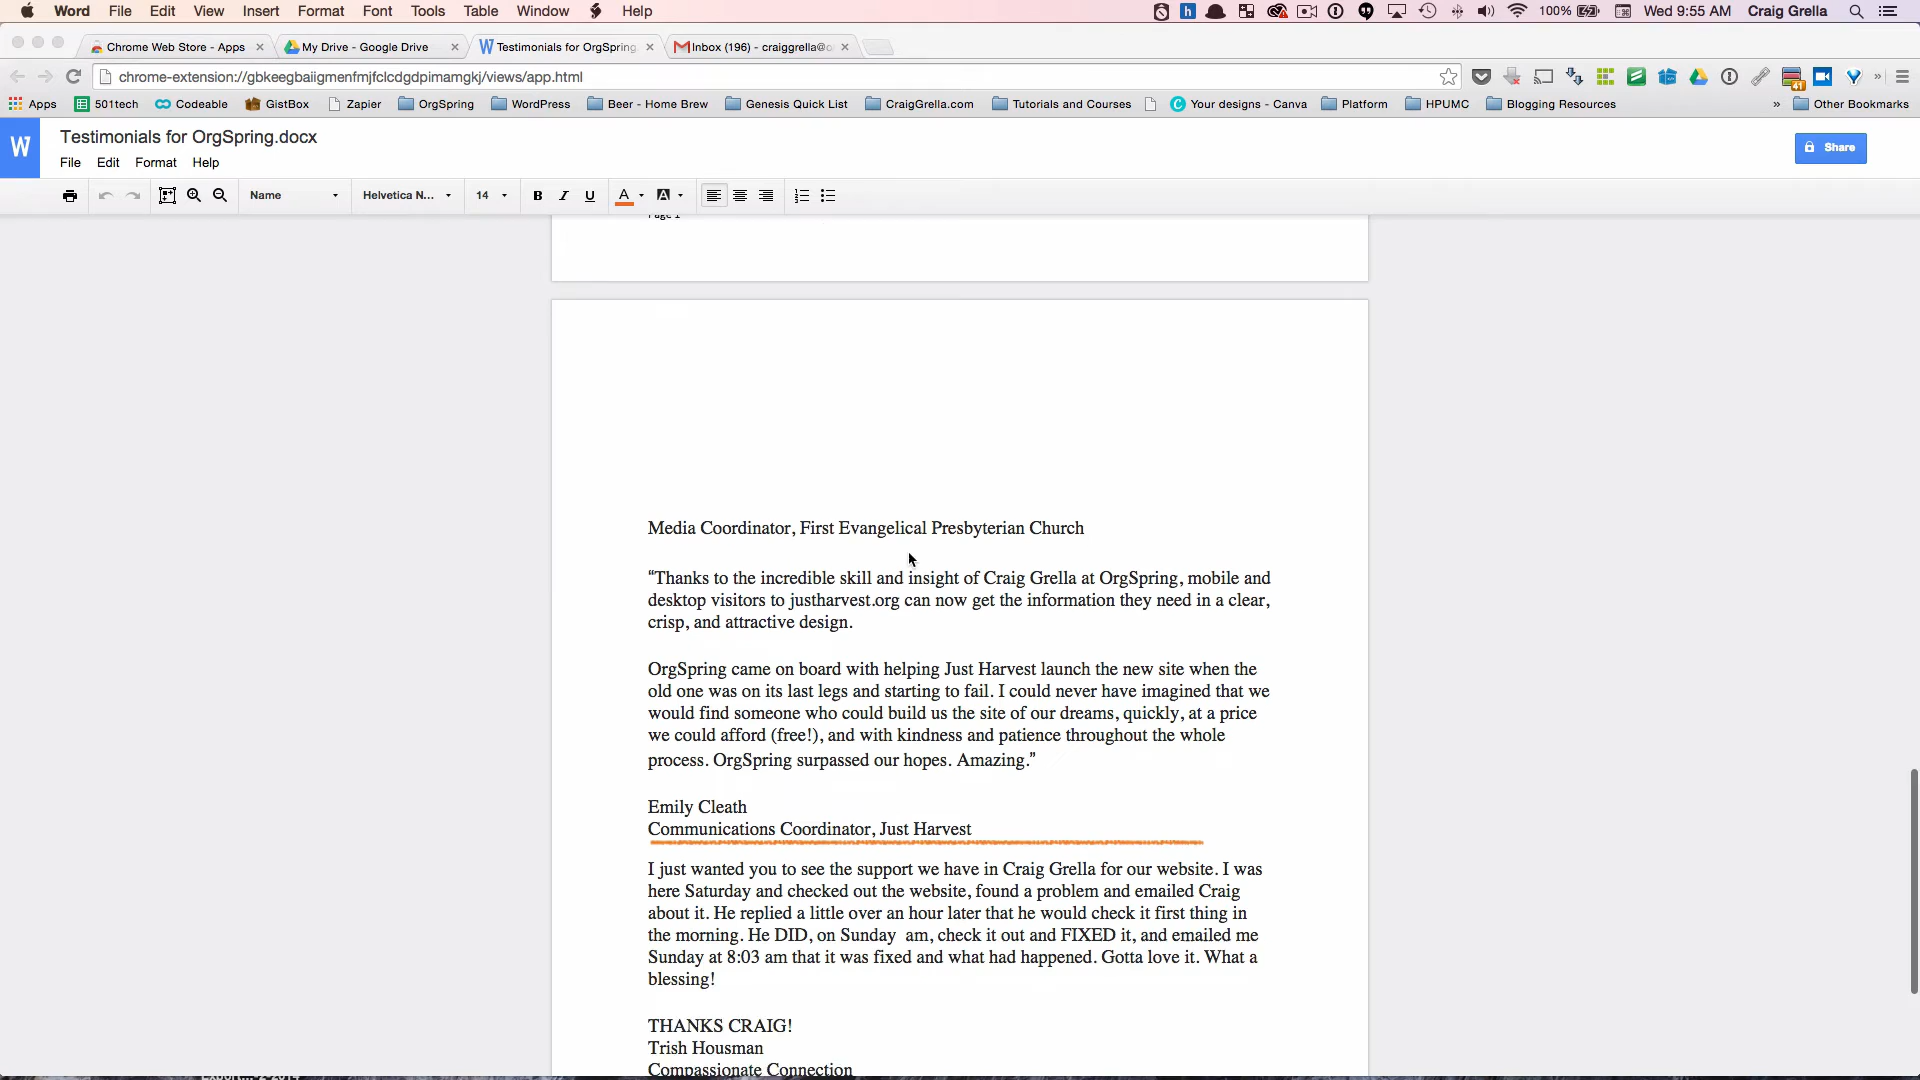 Word File Edit View Insert Format Font Tools Table Window Help 100% Wed 9:55 AM Craig Grella
Chrome Web Store - Apps My Drive - Google Drive Testimonials for OrgSpring. Inbox (196) - craiggrella@o
chrome-extension://gbkeegbaiigmenfmjfclcdgdpimamgkj/views/app.html
Apps 501tech Codeable GistBox Zapier OrgSpring WordPress Beer - Home Brew Genesis Quick List CraigGrella.com Tutorials and Courses Your designs - Canva Platform HPUMC Blogging Resources » Other Bookmarks
W Testimonials for OrgSpring.docx
Share
File Edit Format Help
Name Helvetica N... 14 B I U A A
Page 1
Media Coordinator, First Evangelical Presbyterian Church
“Thanks to the incredible skill and insight of Craig Grella at OrgSpring, mobile and
desktop visitors to justharvest.org can now get the information they need in a clear,
crisp, and attractive design.
OrgSpring came on board with helping Just Harvest launch the new site when the
old one was on its last legs and starting to fail. I could never have imagined that we
would find someone who could build us the site of our dreams, quickly, at a price
we could afford (free!), and with kindness and patience throughout the whole
process. OrgSpring surpassed our hopes. Amazing.”
Emily Cleath
Communications Coordinator, Just Harvest
I just wanted you to see the support we have in Craig Grella for our website. I was
here Saturday and checked out the website, found a problem and emailed Craig
about it. He replied a little over an hour later that he would check it first thing in
the morning. He DID, on Sunday  am, check it out and FIXED it, and emailed me
Sunday at 8:03 am that it was fixed and what had happened. Gotta love it. What a
blessing!
THANKS CRAIG!
Trish Housman
Compassionate Connection